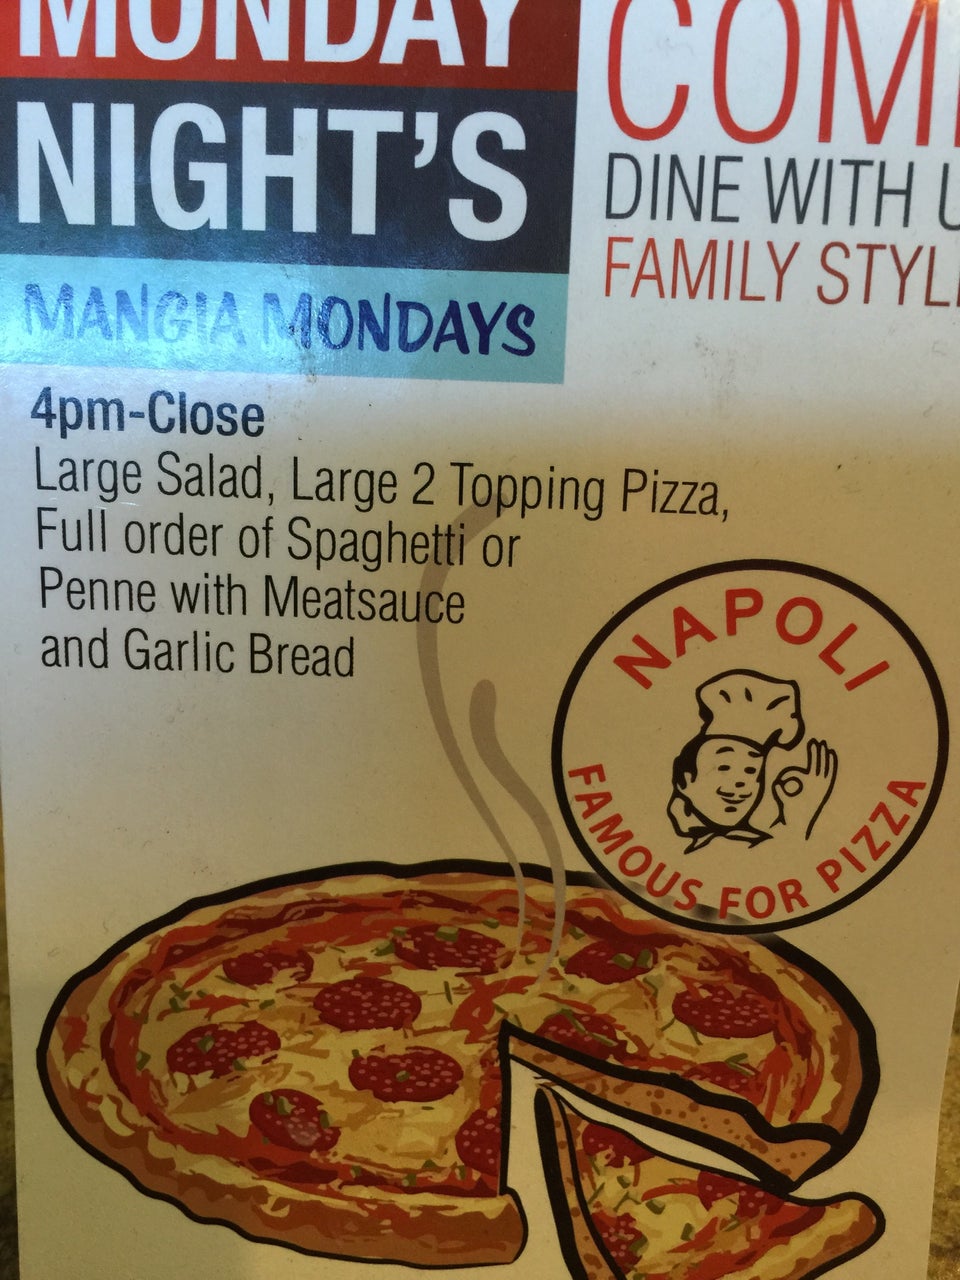 MONDAY
NIGHT'S
MANGIA MONDAYS
DINE WITH
FAMILY
4pm-Close
Large Salad, Large 2 Topping Pizza,
Full order of Spaghetti or
Penne with Meatsauce
and Garlic Bread
NAPOLI
FAMOUS FOR PIZZA